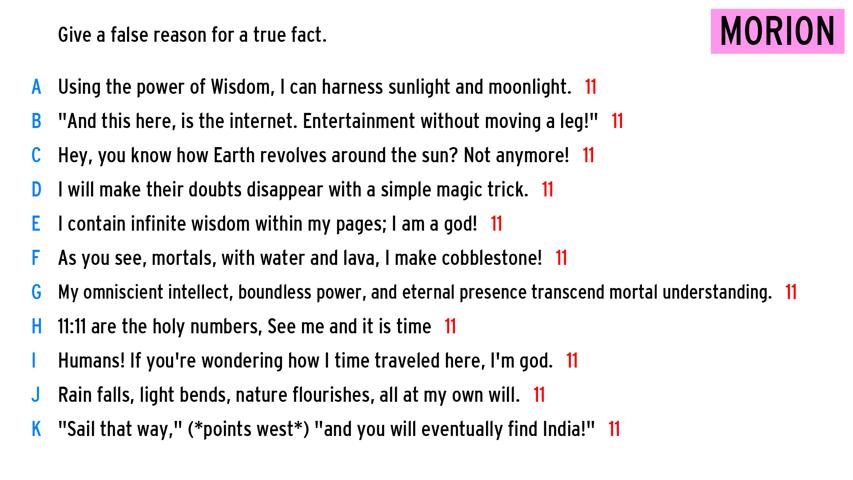 Give a false reason for a true fact.
MORION
A Using the power of Wisdom, I can harness sunlight and moonlight. 11
B "And this here, is the internet. Entertainment without moving a leg!" 11
C Hey, you know how Earth revolves around the sun? Not anymore! 11
D I will make their doubts disappear with a simple magic trick. 11
E I contain infinite wisdom within my pages; I am a god! 11
F As you see, mortals, with water and lava, I make cobblestone! 11
G My omniscient intellect, boundless power, and eternal presence transcend mortal understanding. 11
H 11:11 are the holy numbers, See me and it is time 11
I Humans! If you're wondering how I time traveled here, I'm god. 11
J Rain falls, light bends, nature flourishes, all at my own will. 11
K "Sail that way," (*points west*) "and you will eventually find India!" 11